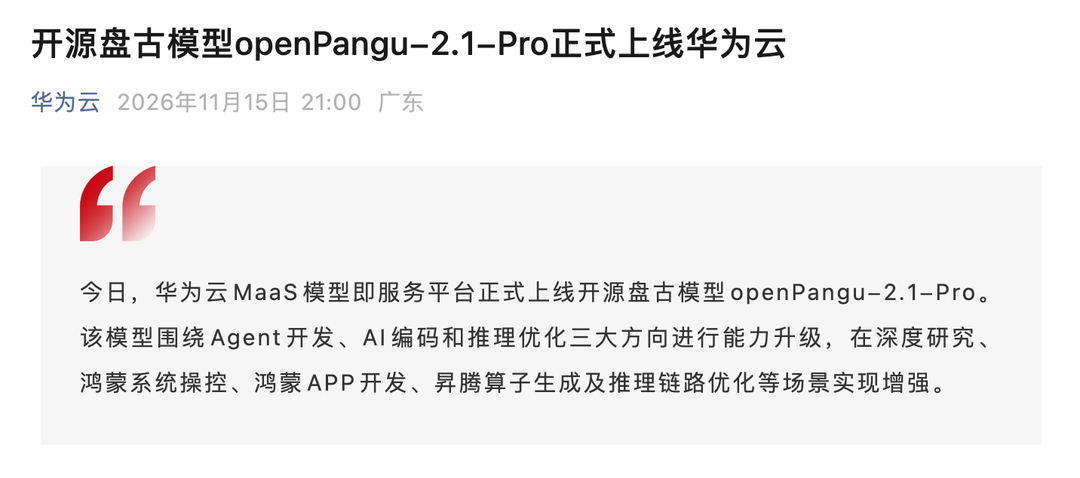 开源盘古模型openPangu-2.1-Pro正式上线华为云
华为云 2026年11月15日 21:00 广东
今日，华为云MaaS模型即服务平台正式上线开源盘古模型openPangu-2.1-Pro。
该模型围绕Agent开发、AI编码和推理优化三大方向进行能力升级，在深度研究、
鸿蒙系统操控、鸿蒙APP开发、昇腾算子生成及推理链路优化等场景实现增强。